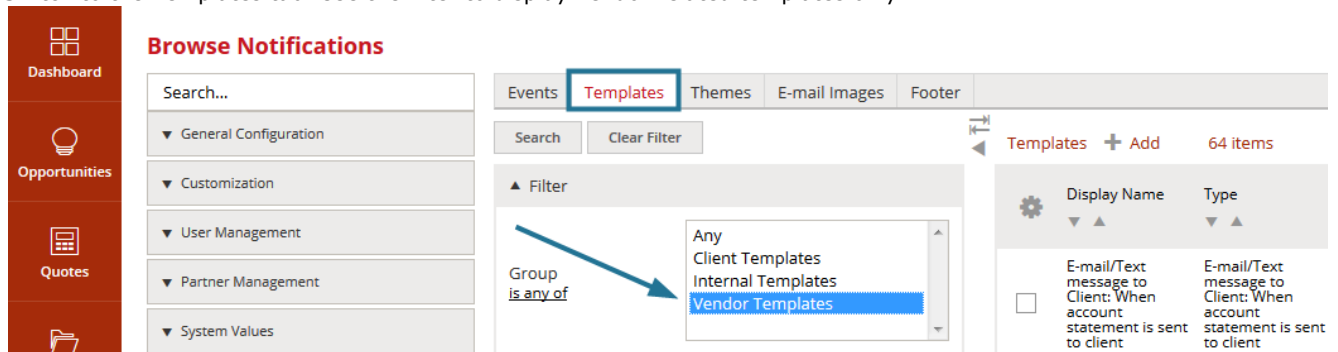 Dashboard
Opportunities
Quotes
Browse Notifications
Search...
▼ General Configuration
▼ Customization
▼ User Management
▼ Partner Management
▼ System Values
Events Templates Themes E-mail Images Footer
Search Clear Filter
▲ Filter
Group
is any of
Any
Client Templates
Internal Templates
Vendor Templates
Templates + Add 64 items
Display Name Type
E-mail/Text E-mail/Text
message to message to
Client: When Client: When
account account
statement is sent statement is sent
to client to client